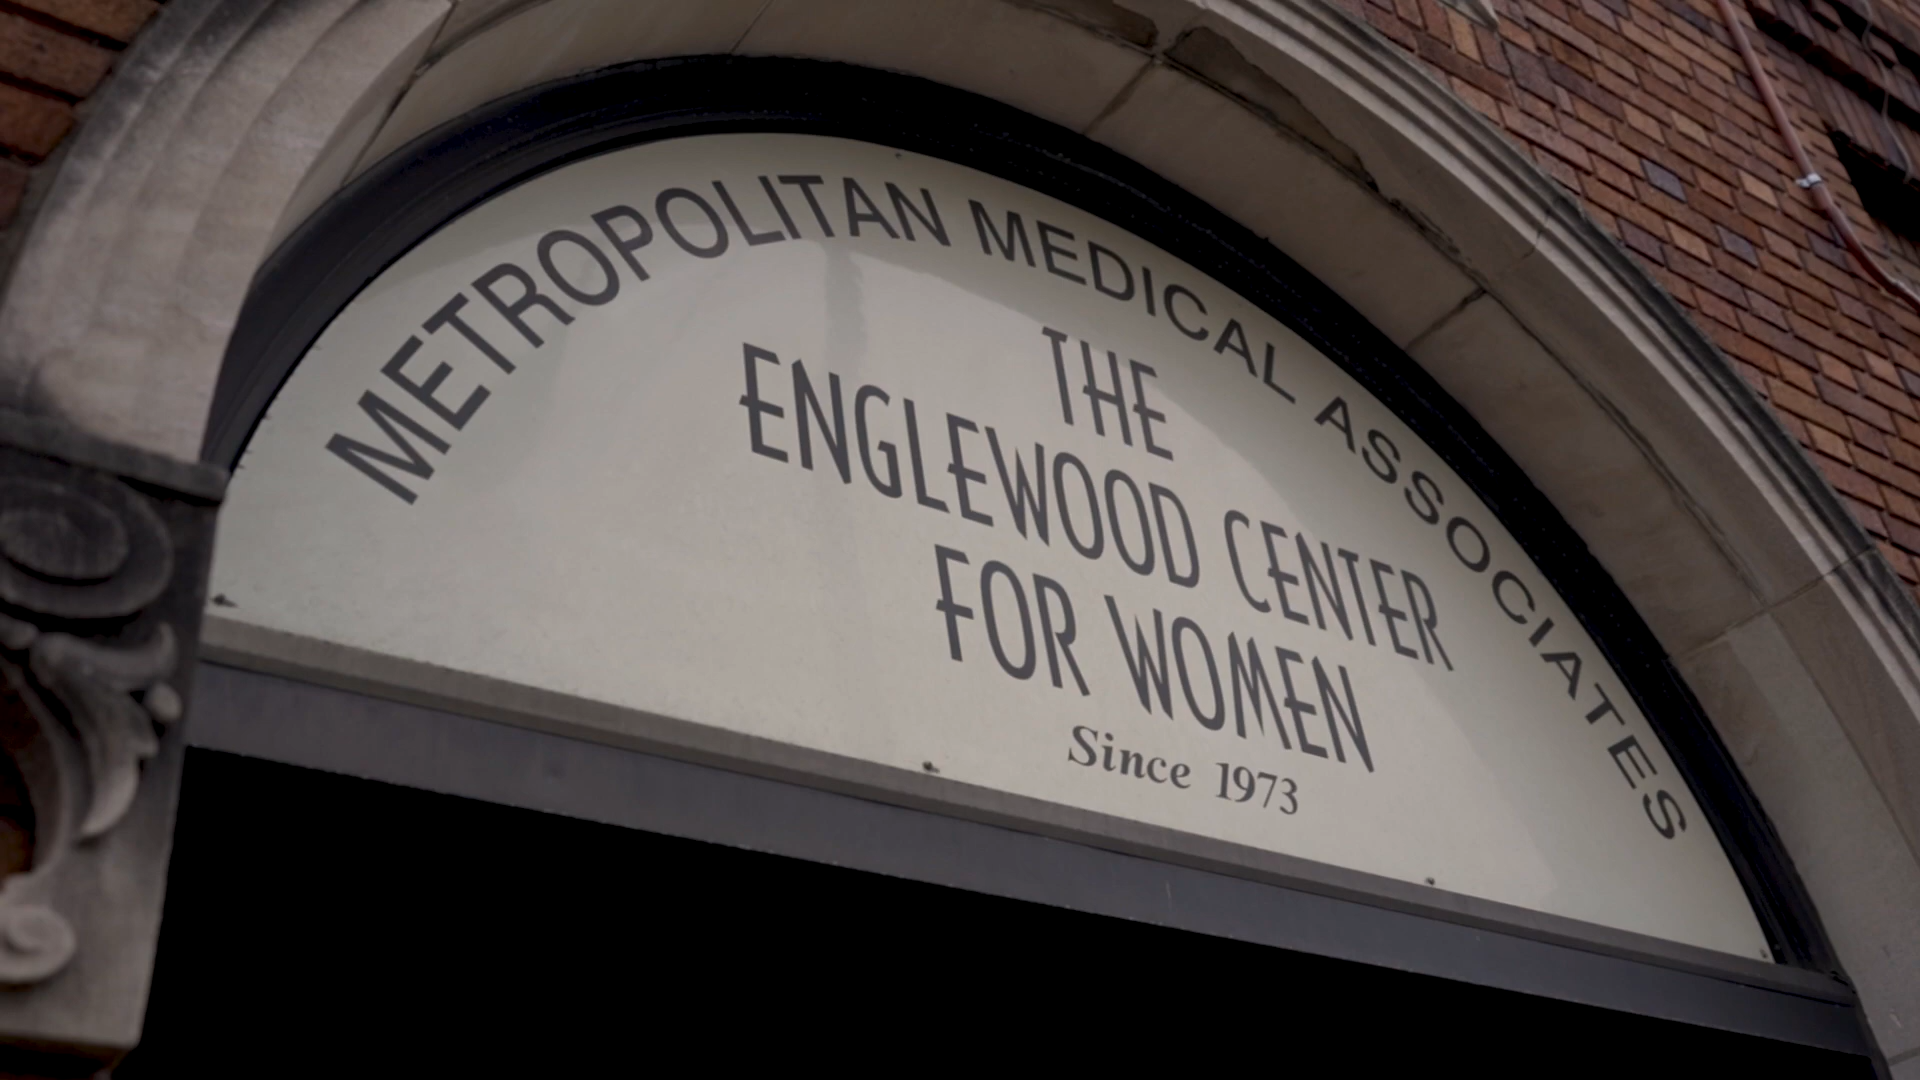 METROPOLITAN MEDICAL ASSOCIATES
THE
ENGLEWOOD CENTER
FOR WOMEN
Since 1973